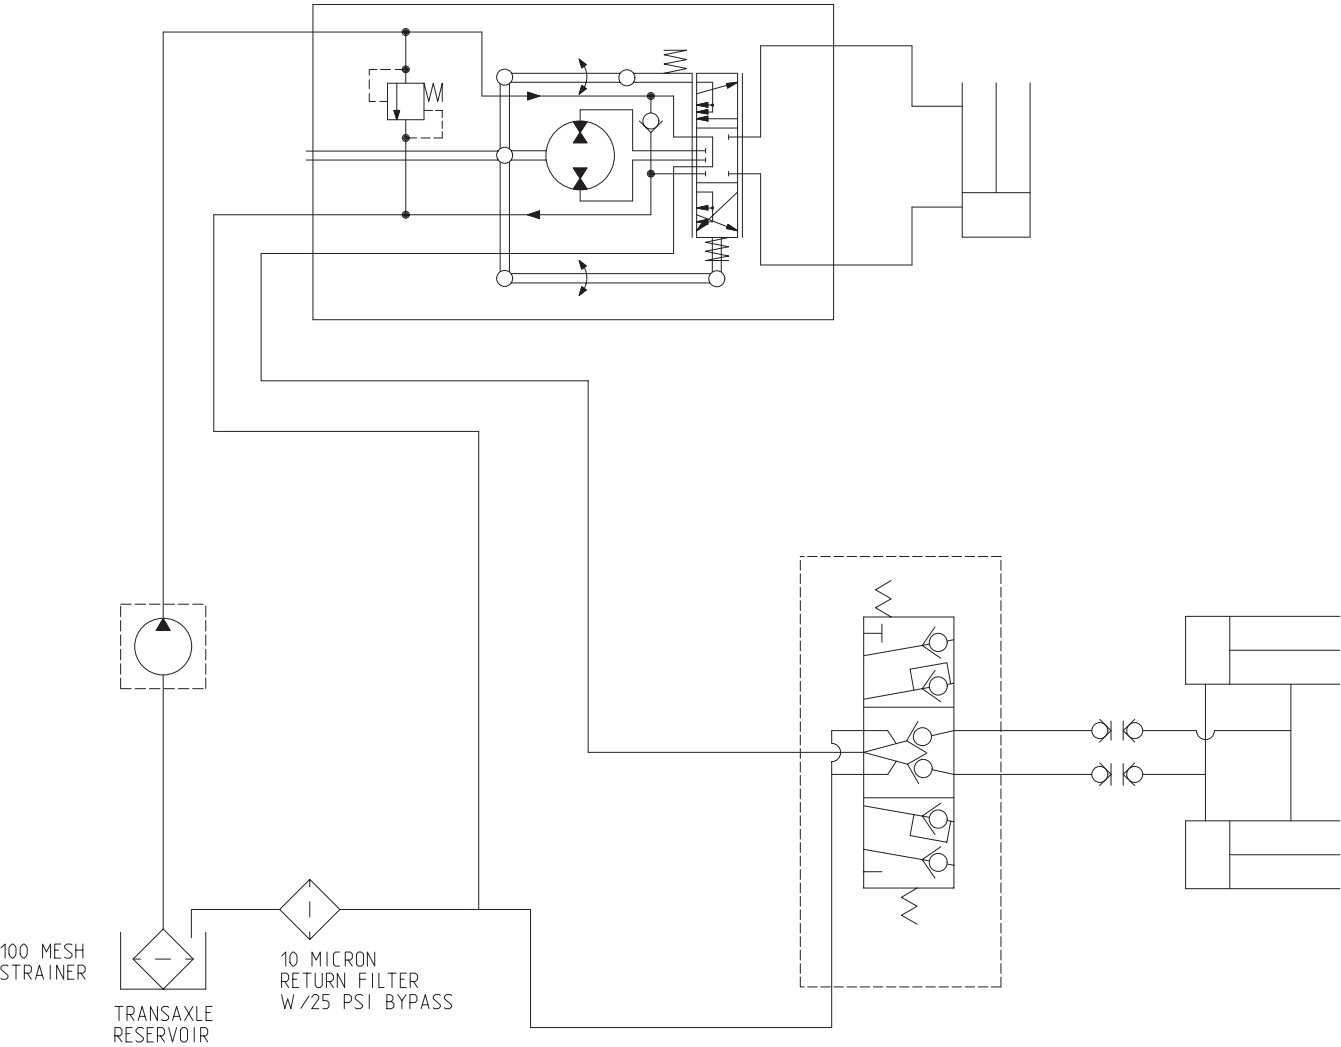 100 MESH
STRAINER
TRANSAXLE
RESERVOIR
10 MICRON
RETURN FILTER
W/25 PSI BYPASS